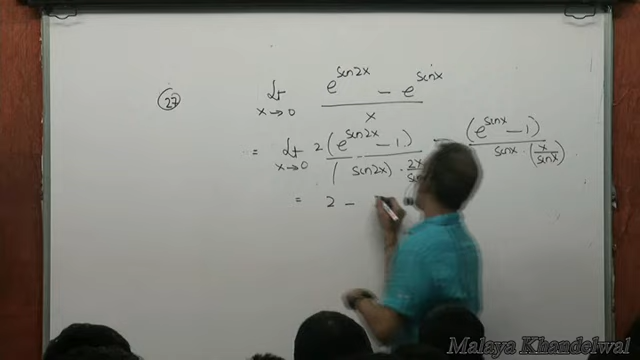 27
Lt x→0 (e^sin2x − e^sinx) / x
= Lt x→0 2(e^sin2x − 1) / (sin2x) · 2x/sin − (e^sinx − 1) / sinx · (x/sinx)
= 2 −
Malaya Khandelwal